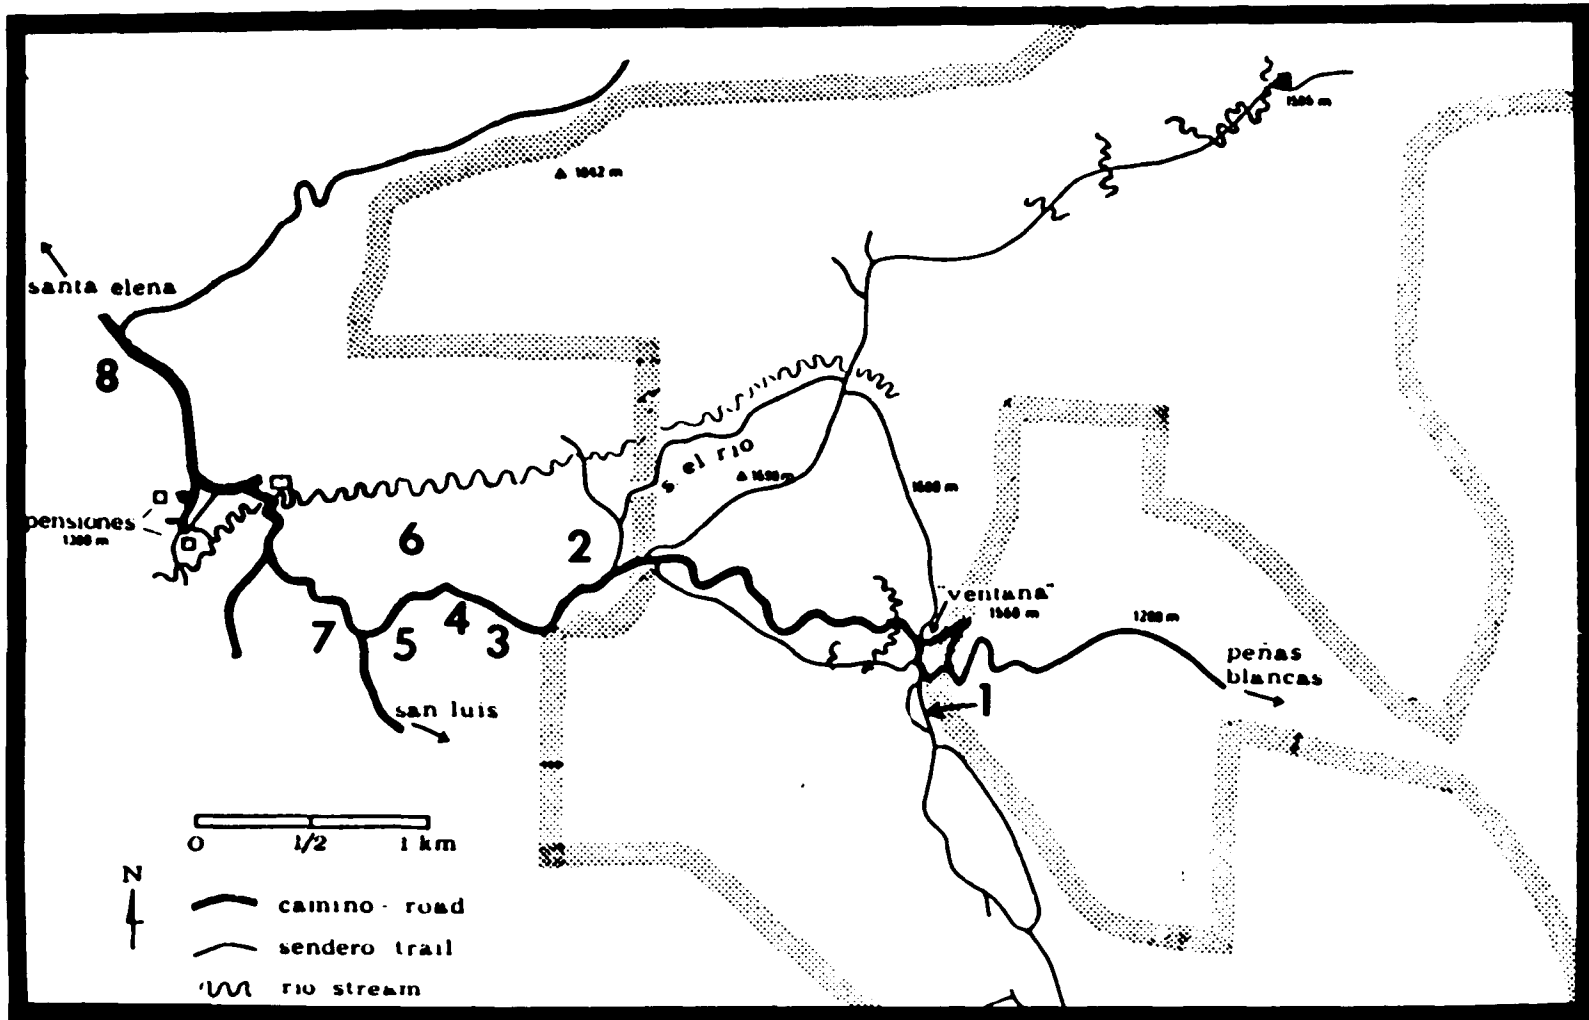 1842 m
santa elena
8
s. el rio
1600 m
pensiones
6
2
"ventana"
1560 m
7
5
4
3
peñas
blancas
1
san luis
0 1/2 1 km
N
camino - road
sendero trail
rio stream